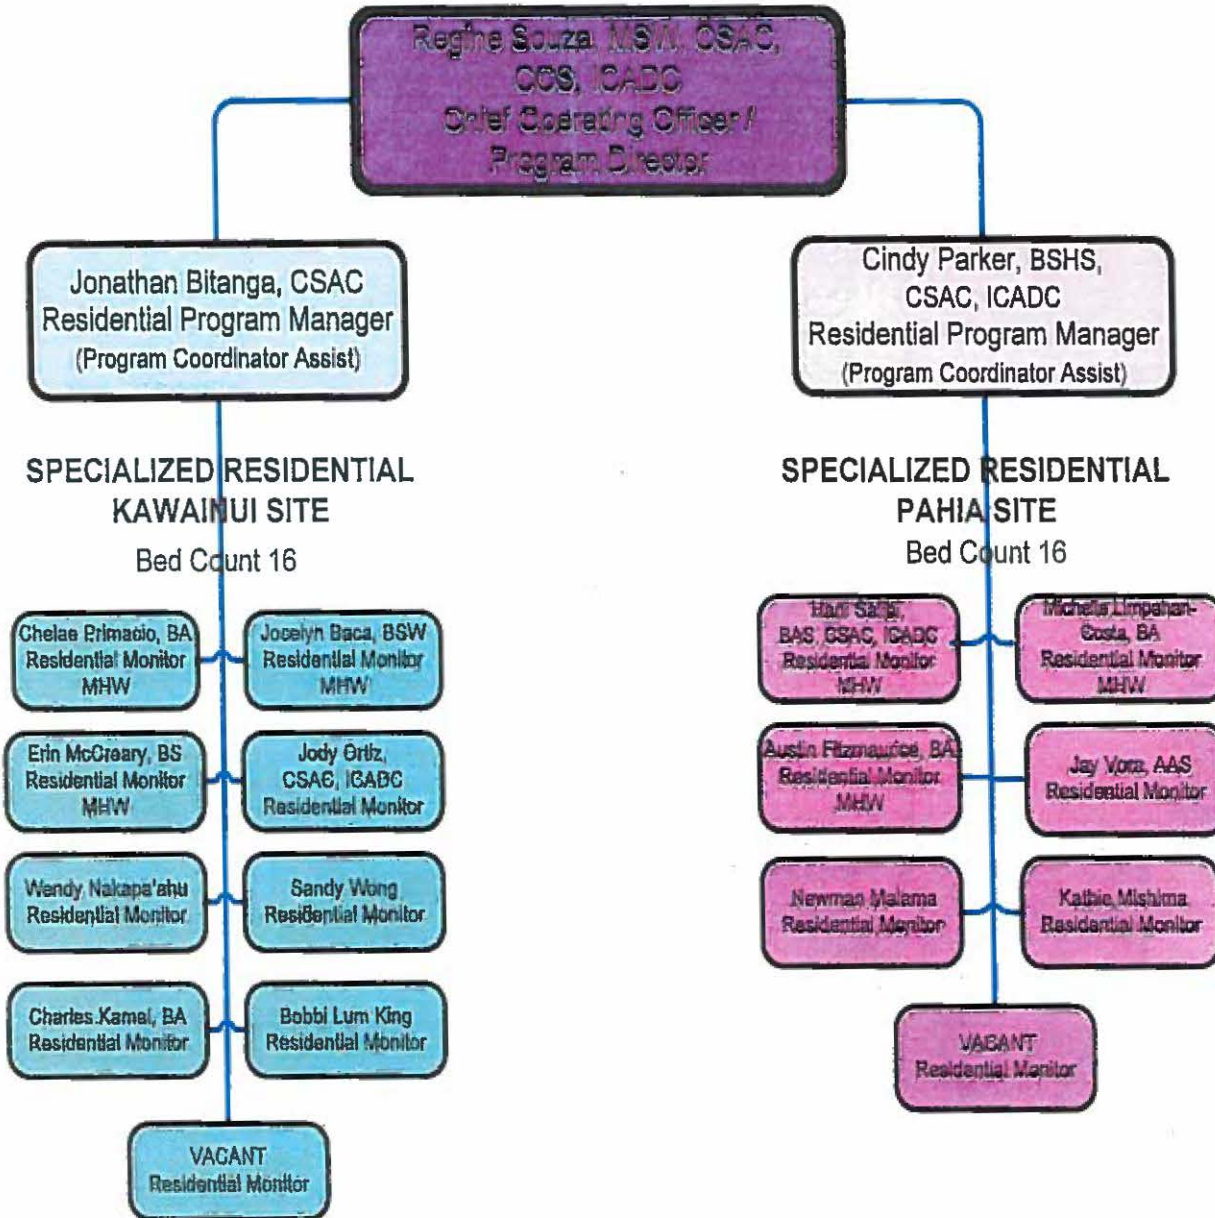 Regine Souza, MSW, CSAC,
CCS, ICADC
Chief Operating Officer /
Program Director
Jonathan Bitanga, CSAC
Residential Program Manager
(Program Coordinator Assist)
Cindy Parker, BSHS,
CSAC, ICADC
Residential Program Manager
(Program Coordinator Assist)
SPECIALIZED RESIDENTIAL
KAWAINUI SITE
Bed Count 16
SPECIALIZED RESIDENTIAL
PAHIA SITE
Bed Count 16
Chelae Primacio, BA
Residential Monitor
MHW
Jocelyn Baca, BSW
Residential Monitor
MHW
Erin McCreary, BS
Residential Monitor
MHW
Jody Ortiz,
CSAC, ICADC
Residential Monitor
Wendy Nakapa'ahu
Residential Monitor
Sandy Wong
Residential Monitor
Charles Kamai, BA
Residential Monitor
Bobbi Lum King
Residential Monitor
VACANT
Residential Monitor
BAS, CSAC, ICADC
Residential Monitor
MHW
Michelle Limpahan-
Costa, BA
Residential Monitor
MHW
Austin Fitzmaurice, BA
Residential Monitor
MHW
Jay Vora, AAS
Residential Monitor
Newman Malama
Residential Monitor
Kathie Mishima
Residential Monitor
VACANT
Residential Monitor